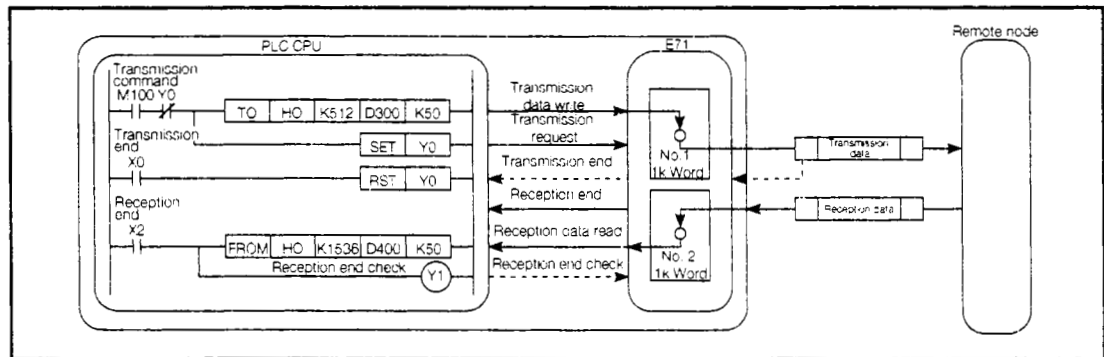 PLC CPU
E71
Remote node
Transmission
command
M100 Y0
TO H0 K512 D300 K50
SET Y0
Transmission
end
X0
RST Y0
Reception
end
X2
FROM H0 K1536 D400 K50
Reception end check
Y1
Transmission
data write
Transmission
request
Transmission end
Reception end
Reception data read
Reception end check
No.1
1k Word
No. 2
1k Word
Transmission
data
Reception data